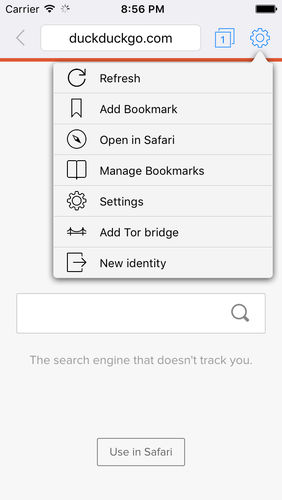 Carrier 8:56 PM
duckduckgo.com 1
Refresh
Add Bookmark
Open in Safari
Manage Bookmarks
Settings
Add Tor bridge
New identity
The search engine that doesn't track you.
Use in Safari